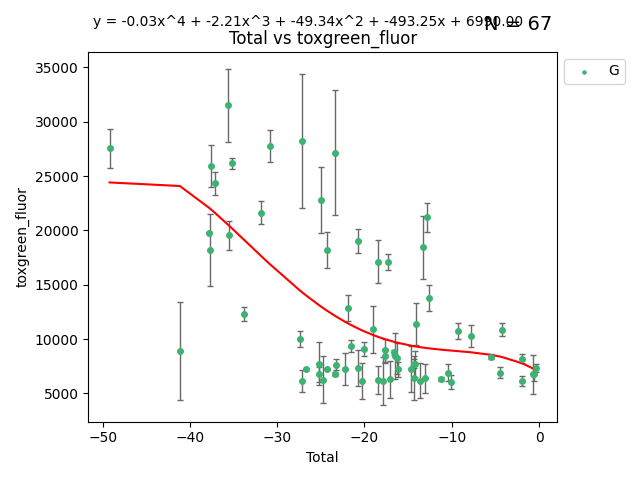 y = -0.03x^4 + -2.21x^3 + -49.34x^2 + -493.25x + 6990.00
N = 67
Total vs toxgreen_fluor
G
35000
30000
25000
20000
15000
10000
5000
toxgreen_fluor
−50
−40
−30
−20
−10
0
Total